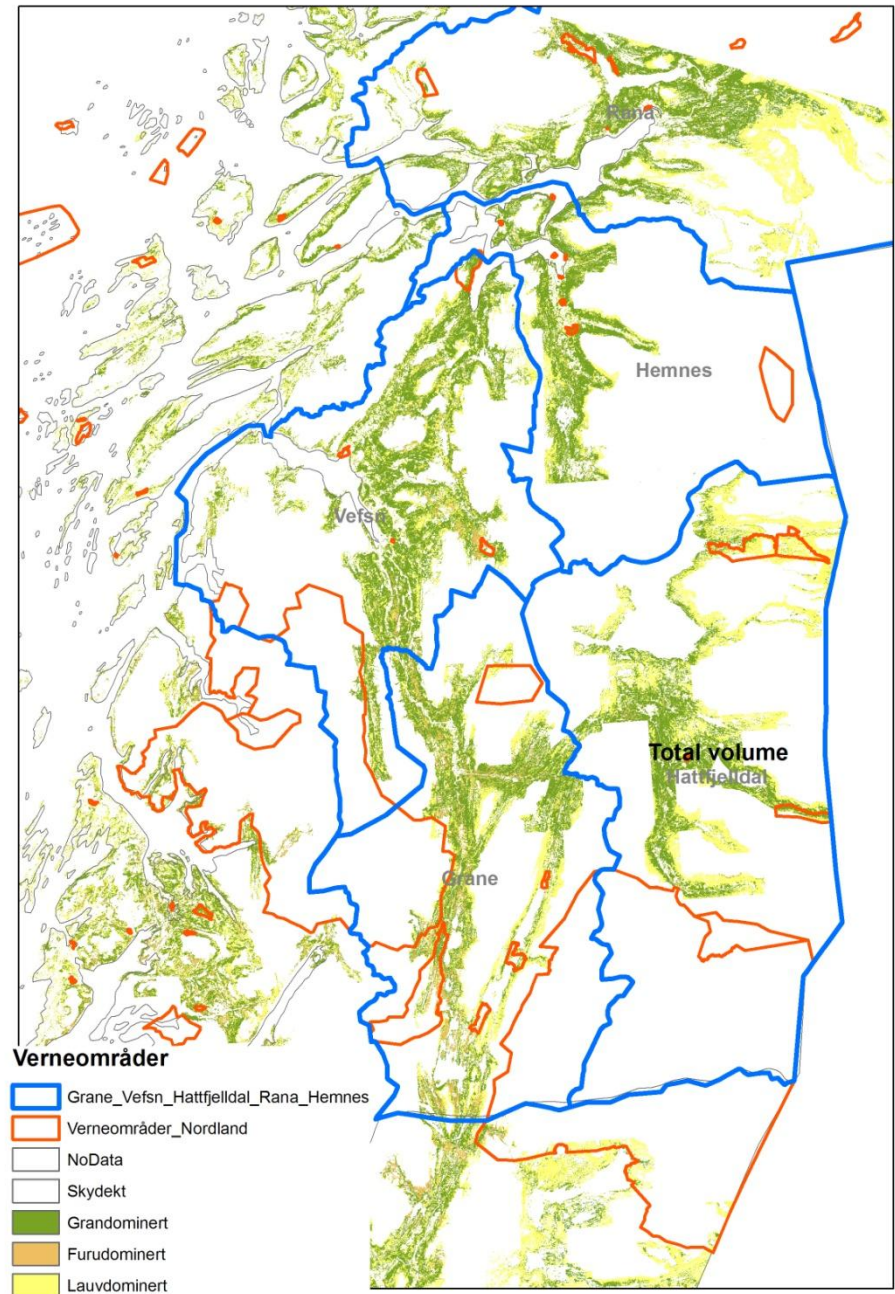 Rana
Hemnes
Vefsn
Total volume
Hattfjelldal
Grane
Verneområder
Grane_Vefsn_Hattfjelldal_Rana_Hemnes
Verneområder_Nordland
NoData
Skydekt
Grandominert
Furudominert
Lauvdominert